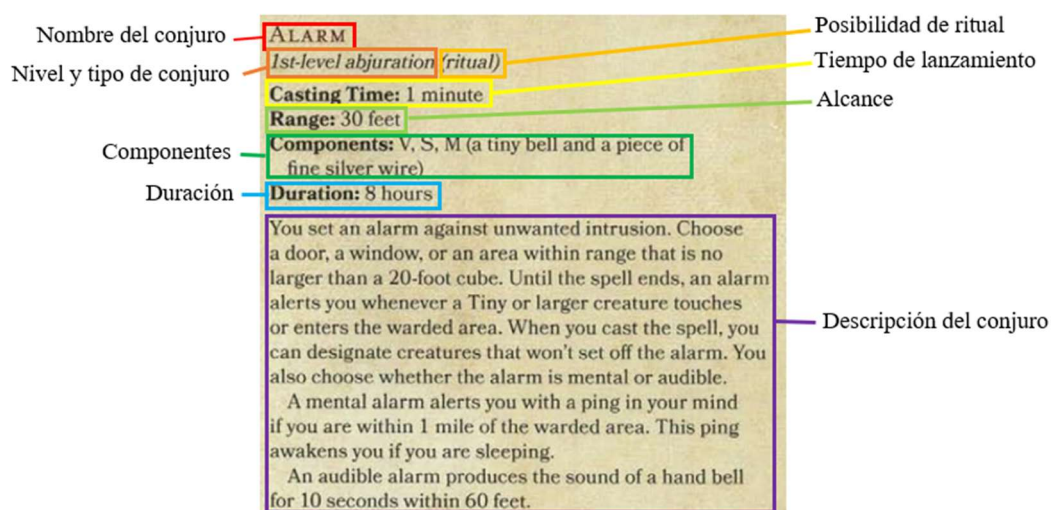 Nombre del conjuro
Nivel y tipo de conjuro
Componentes
Duración
ALARM
1st-level abjuration (ritual)
Casting Time: 1 minute
Range: 30 feet
Components: V, S, M (a tiny bell and a piece of
fine silver wire)
Duration: 8 hours
You set an alarm against unwanted intrusion. Choose
a door, a window, or an area within range that is no
larger than a 20-foot cube. Until the spell ends, an alarm
alerts you whenever a Tiny or larger creature touches
or enters the warded area. When you cast the spell, you
can designate creatures that won't set off the alarm. You
also choose whether the alarm is mental or audible.
A mental alarm alerts you with a ping in your mind
if you are within 1 mile of the warded area. This ping
awakens you if you are sleeping.
An audible alarm produces the sound of a hand bell
for 10 seconds within 60 feet.
Posibilidad de ritual
Tiempo de lanzamiento
Alcance
Descripción del conjuro